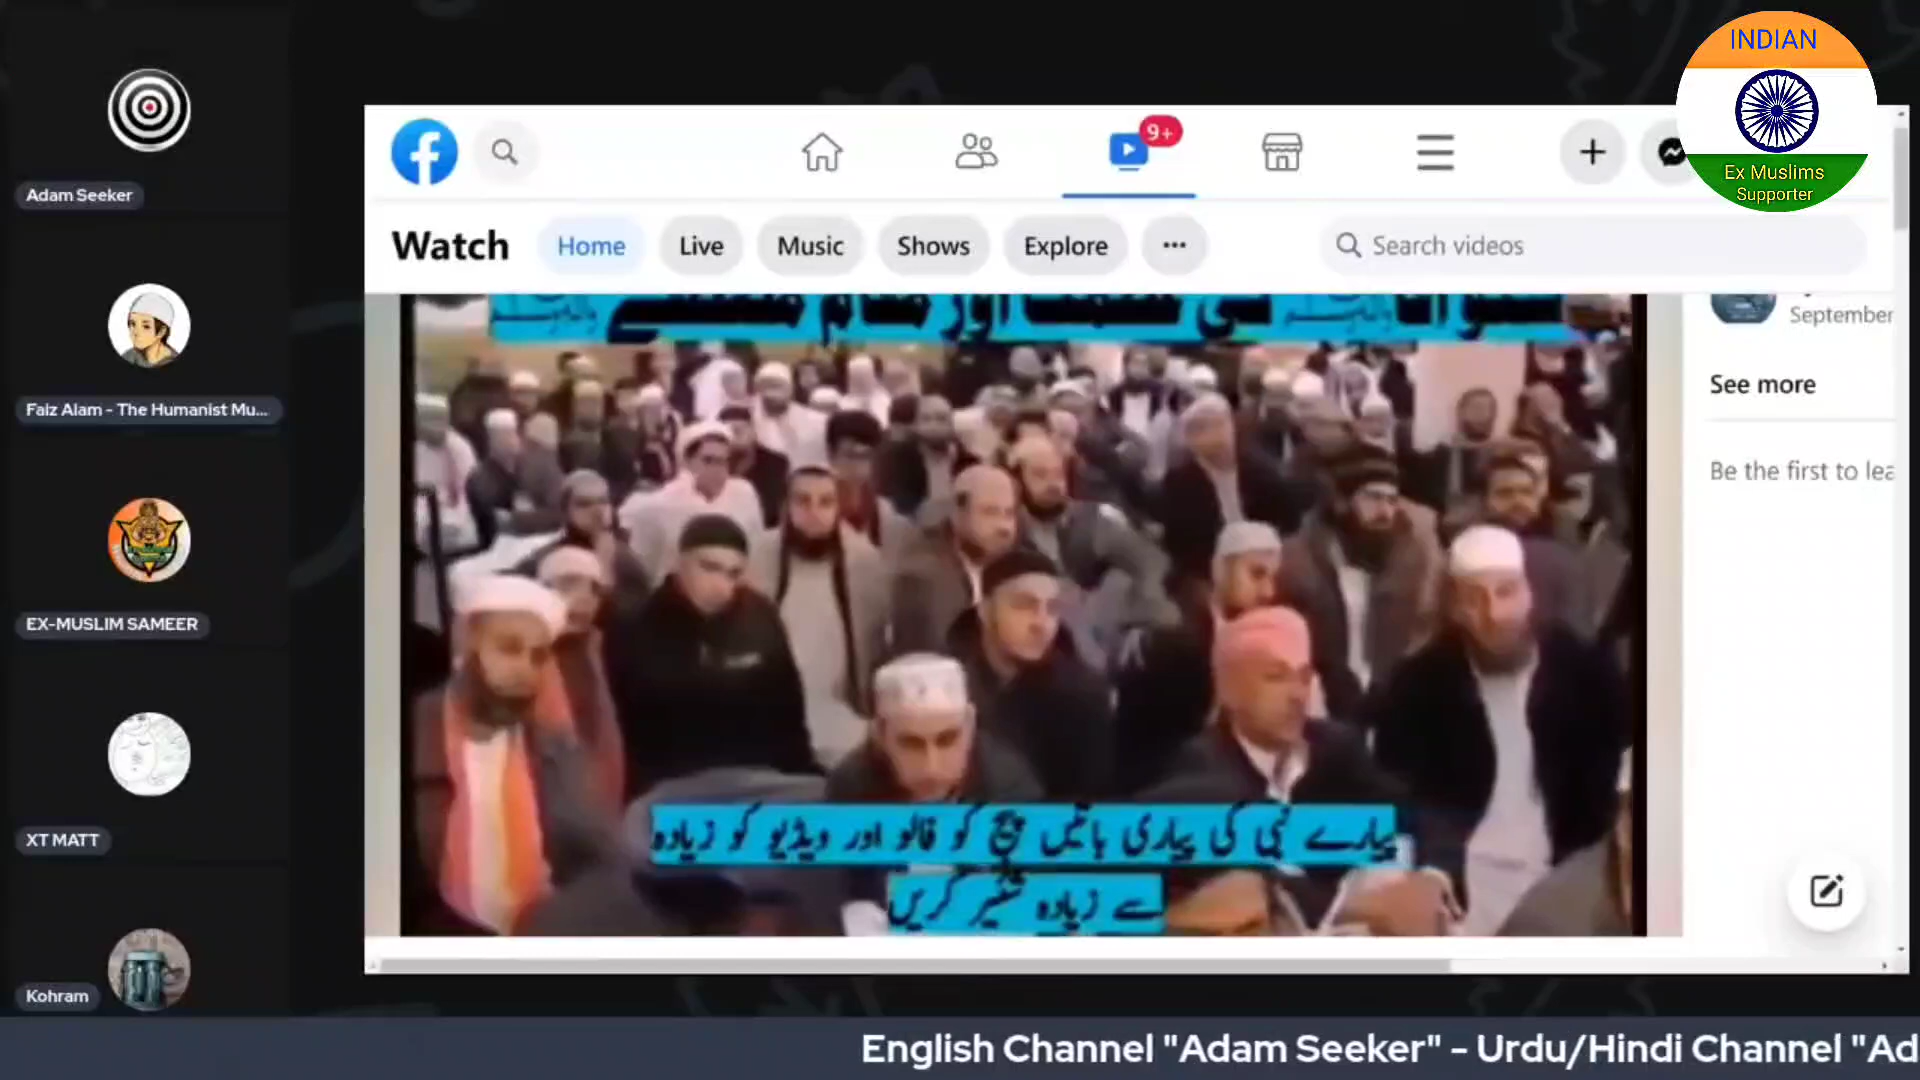 INDIAN
Ex Muslims
Supporter
Adam Seeker
Faiz Alam - The Humanist Mu...
EX-MUSLIM SAMEER
XT MATT
Kohram
9+
Watch
Home
Live
Music
Shows
Explore
Search videos
September
See more
Be the first to lea
پیارے نبی کی پیاری باتیں پیج کو فالو اور ویڈیو کو زیادہ
سے زیادہ شئیر کریں
English Channel "Adam Seeker" - Urdu/Hindi Channel "Ad